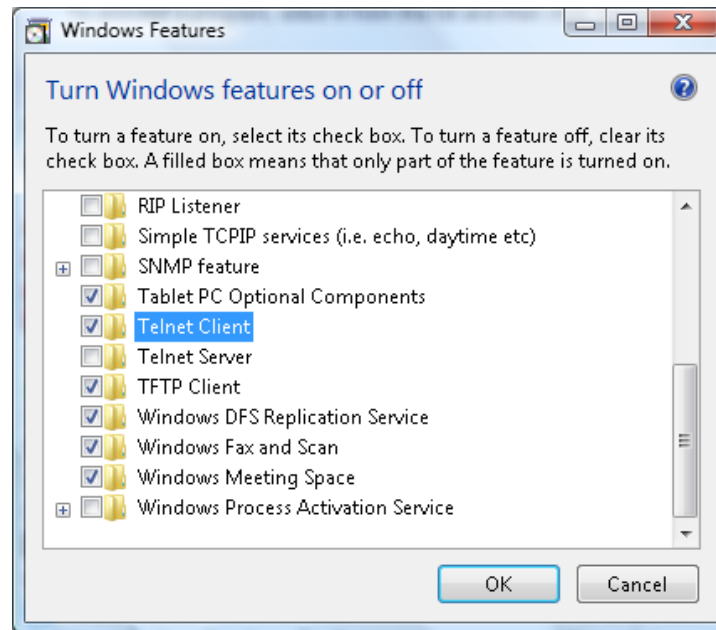 Windows Features
Turn Windows features on or off
To turn a feature on, select its check box. To turn a feature off, clear its
check box. A filled box means that only part of the feature is turned on.
RIP Listener
Simple TCPIP services (i.e. echo, daytime etc)
SNMP feature
Tablet PC Optional Components
Telnet Client
Telnet Server
TFTP Client
Windows DFS Replication Service
Windows Fax and Scan
Windows Meeting Space
Windows Process Activation Service
OK Cancel